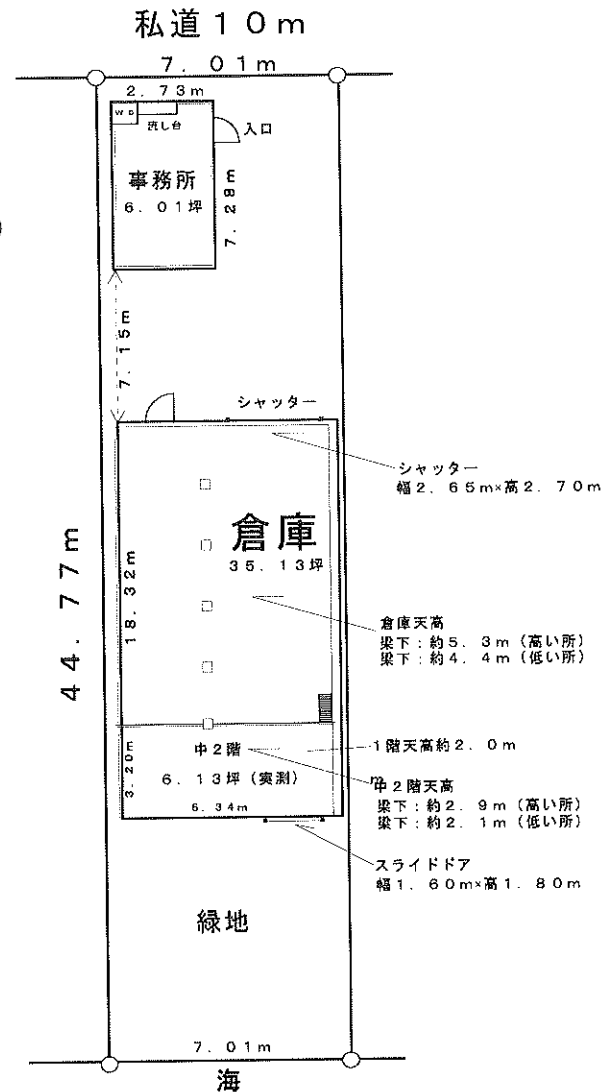 私道10m
7.01m
2.73m
流し台
入口
事務所
6.01坪
7.28m
7.15m
シャッター
シャッター
幅2.65m×高2.70m
倉庫
35.13坪
18.32m
44.77m
倉庫天高
梁下：約5.3m（高い所）
梁下：約4.4m（低い所）
1階天高約2.0m
中2階
6.13坪（実測）
3.20m
6.34m
m
中2階天高
梁下：約2.9m（高い所）
梁下：約2.1m（低い所）
スライドドア
幅1.60m×高1.80m
緑地
7.01m
海